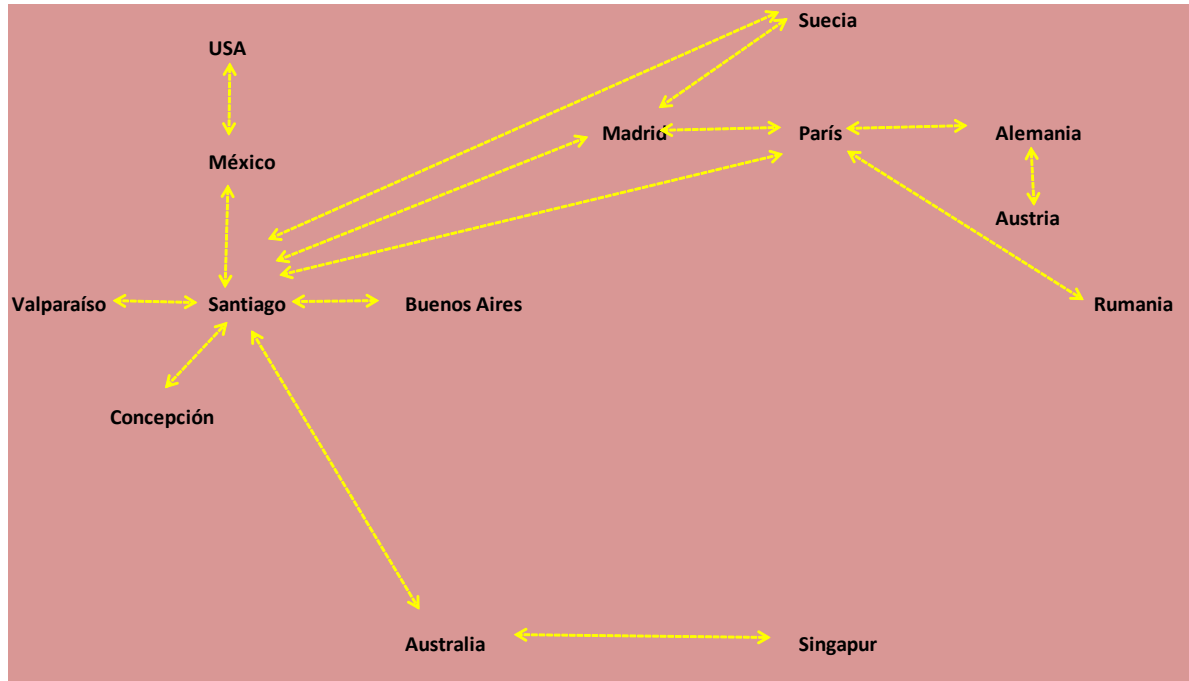 Suecia
USA
Madrid
París
Alemania
México
Austria
Valparaíso
Santiago
Buenos Aires
Rumania
Concepción
Australia
Singapur